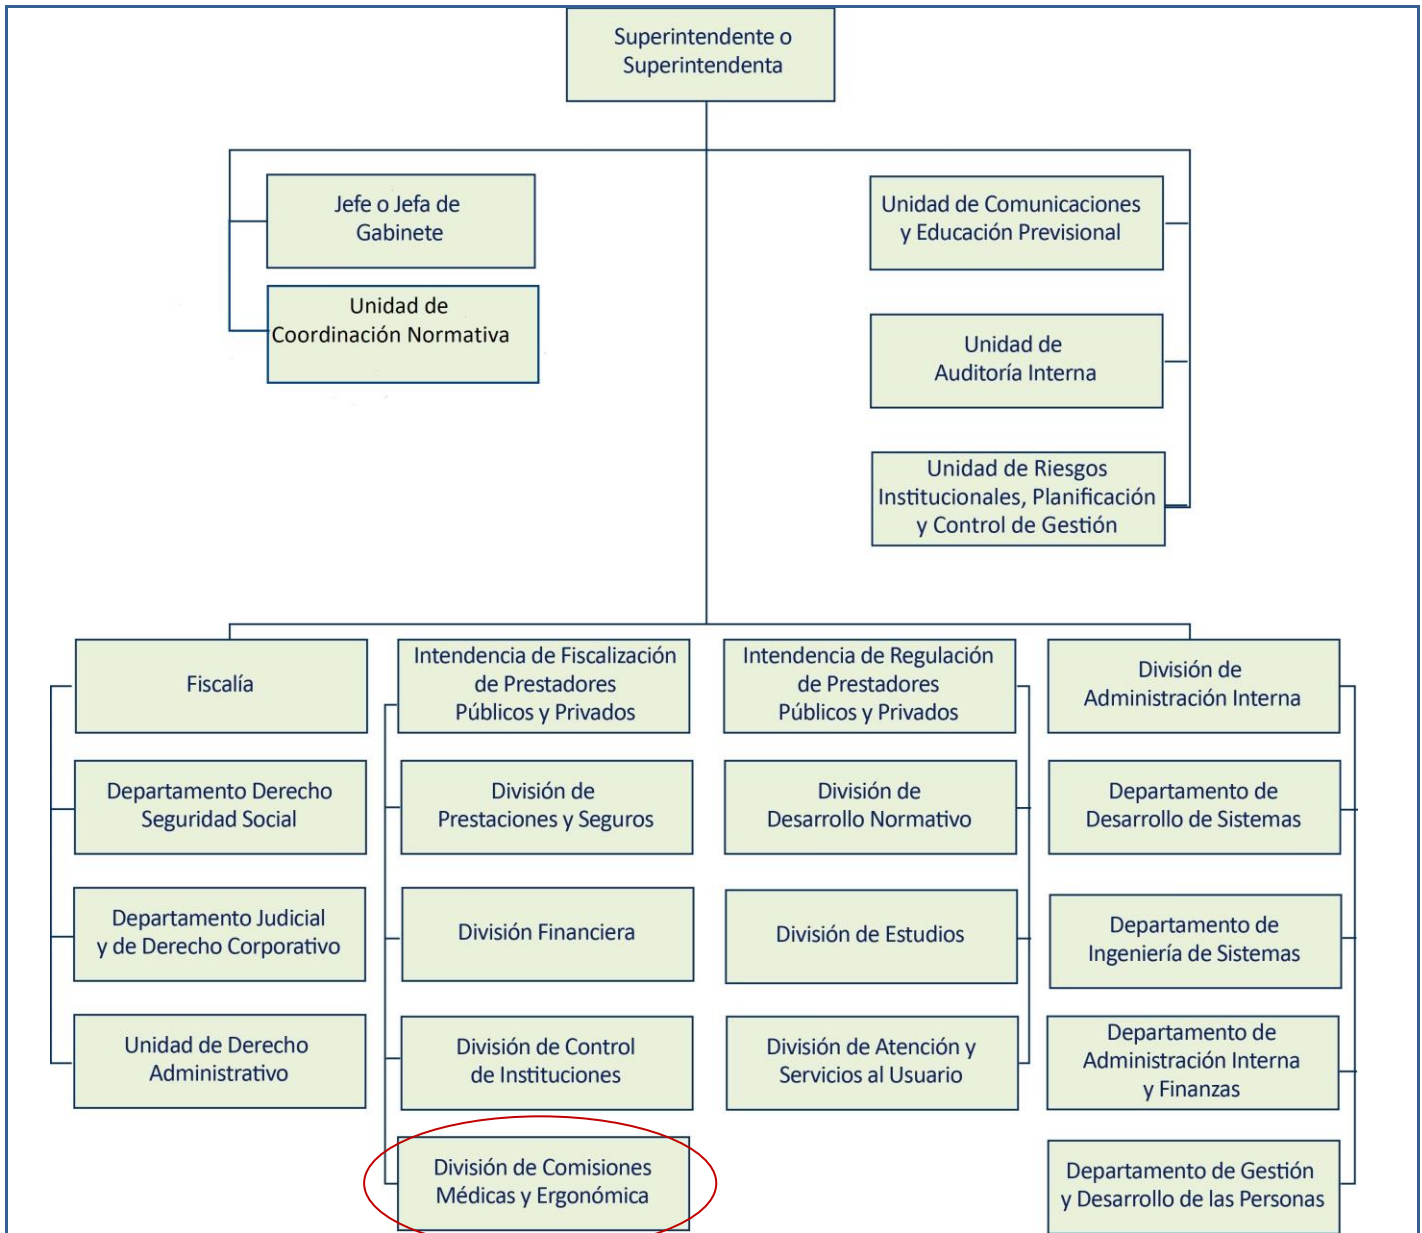 Superintendente o
Superintendenta
Jefe o Jefa de
Gabinete
Unidad de
Coordinación Normativa
Unidad de Comunicaciones
y Educación Previsional
Unidad de
Auditoría Interna
Unidad de Riesgos
Institucionales, Planificación
y Control de Gestión
Fiscalía
Departamento Derecho
Seguridad Social
Departamento Judicial
y de Derecho Corporativo
Unidad de Derecho
Administrativo
Intendencia de Fiscalización
de Prestadores
Públicos y Privados
División de
Prestaciones y Seguros
División Financiera
División de Control
de Instituciones
División de Comisiones
Médicas y Ergonómica
Intendencia de Regulación
de Prestadores
Públicos y Privados
División de
Desarrollo Normativo
División de Estudios
División de Atención y
Servicios al Usuario
División de
Administración Interna
Departamento de
Desarrollo de Sistemas
Departamento de
Ingeniería de Sistemas
Departamento de
Administración Interna
y Finanzas
Departamento de Gestión
y Desarrollo de las Personas